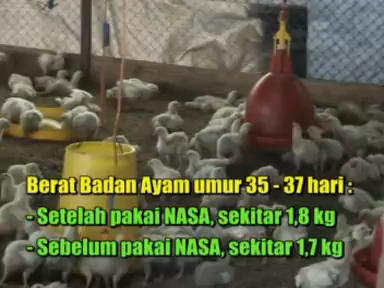 Berat Badan Ayam umur 35 - 37 hari :
- Setelah pakai NASA, sekitar 1,8 kg
- Sebelum pakai NASA, sekitar 1,7 kg